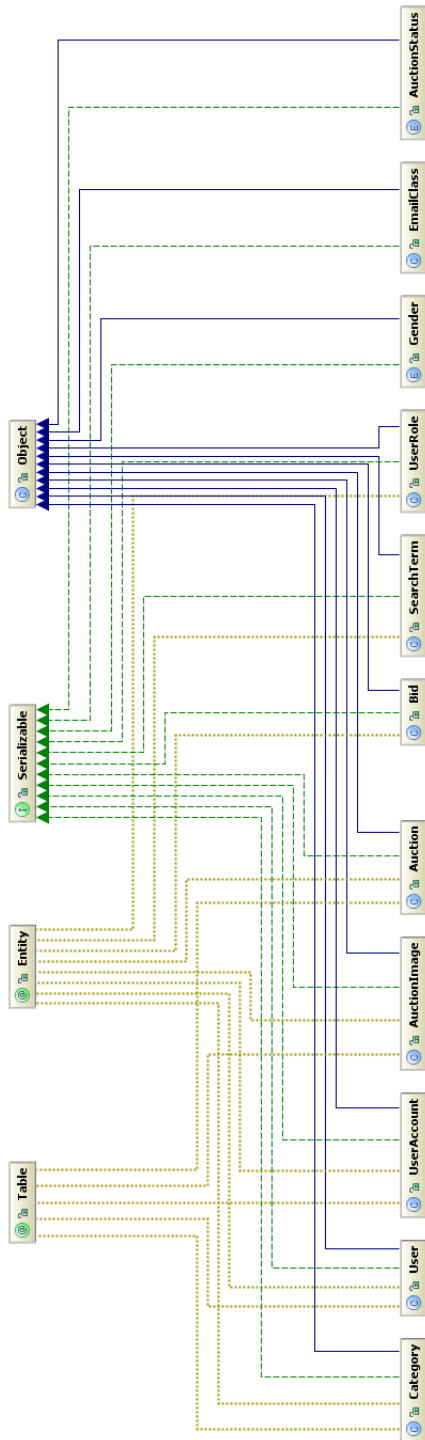 @ Table
@ Entity
I Serializable
C Object
C Category
C User
C UserAccount
C AuctionImage
C Auction
C Bid
C SearchTerm
C UserRole
E Gender
C EmailClass
E AuctionStatus